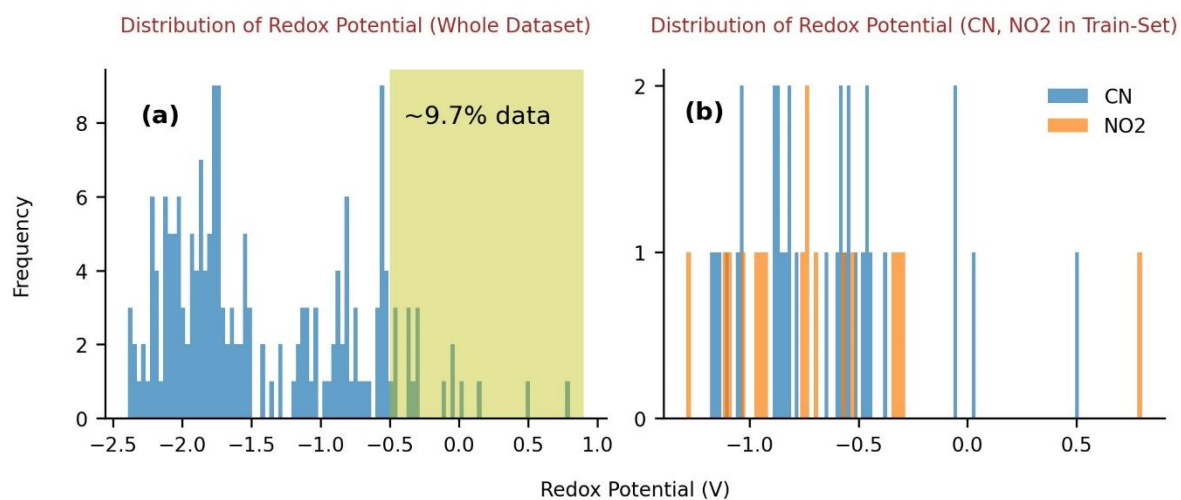 Distribution of Redox Potential (Whole Dataset)
Distribution of Redox Potential (CN, NO2 in Train-Set)
(a)
~9.7% data
(b)
CN
NO2
Frequency
8
6
4
2
0
2
1
0
−2.5 −2.0 −1.5 −1.0 −0.5 0.0 0.5 1.0
−1.0 −0.5 0.0 0.5
Redox Potential (V)